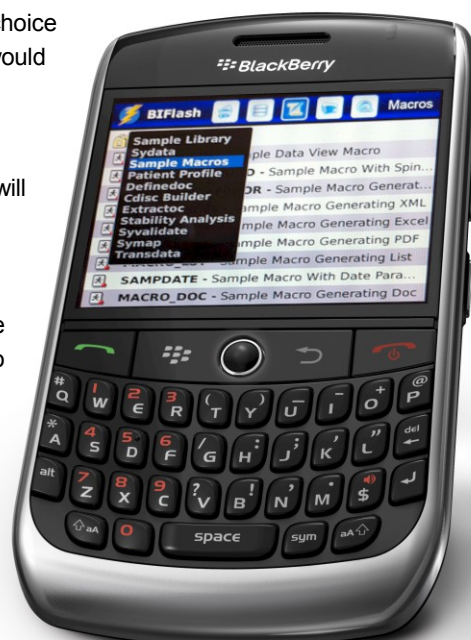 choice
would
will
e
o
BlackBerry
BIFlash Macros
Sample Library
Sydata
Sample Macros
Patient Profile
Definedoc
Cdisc Builder
Extractoc
Stability Analysis
Syvalidate
Symap
Transdata
ple Data View Macro
O - Sample Macro With Spin...
OR - Sample Macro Generat...
ample Macro Generating XML
mple Macro Generating Excel
mple Macro Generating PDF
Sample Macro Generating List
SAMPDATE - Sample Macro With Date Para...
MACRO_DOC - Sample Macro Generating Doc
# Q 1 W 2 E 3 R ( T ) Y _ U - I + O @ P
* A 4 S 5 D 6 F / G : H ; J ' K " L del
alt 7 Z 8 X 9 C ? V ! B , N . M $
aA 0 space sym aA